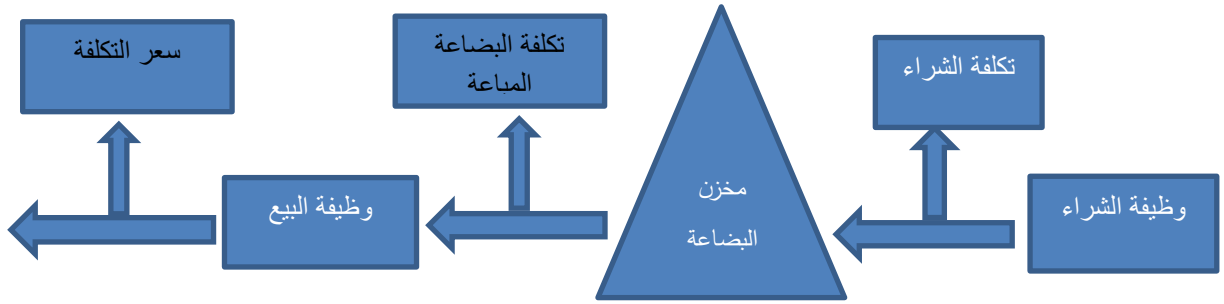 وظيفة الشراء
تكلفة الشراء
مخزن
البضاعة
تكلفة البضاعة
المباعة
وظيفة البيع
سعر التكلفة